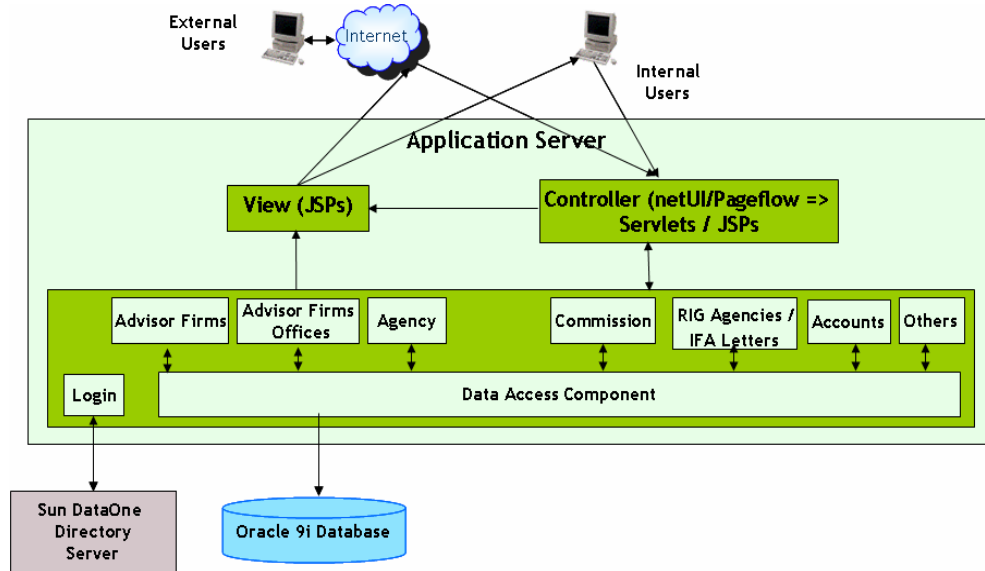 External
Users
Internet
Internal
Users
Application Server
View (JSPs)
Controller (netUI/Pageflow =>
Servlets / JSPs
Advisor Firms
Advisor Firms
Offices
Agency
Commission
RIG Agencies /
IFA Letters
Accounts
Others
Login
Data Access Component
Sun DataOne
Directory
Server
Oracle 9i Database